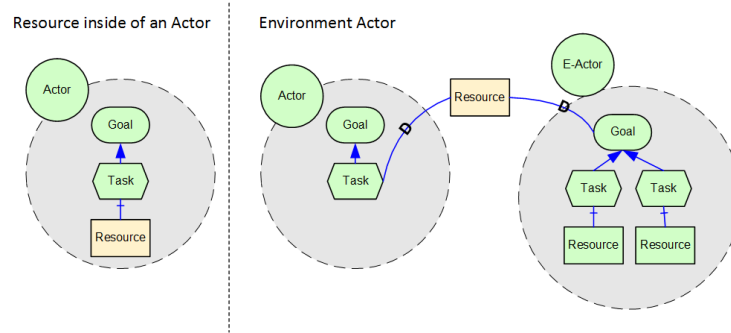 Resource inside of an Actor
Actor
Goal
Task
Resource
Environment Actor
Actor
Goal
Task
D
Resource
D
E-Actor
Goal
Task
Task
Resource
Resource